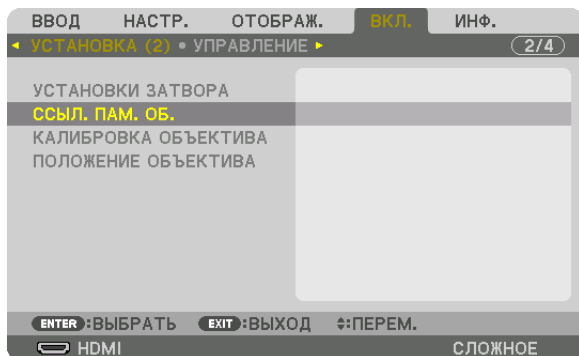 ВВОД НАСТР. ОТОБРАЖ. ВКЛ. ИНФ.
УСТАНОВКА (2) • УПРАВЛЕНИЕ 2/4
УСТАНОВКИ ЗАТВОРА
ССЫЛ. ПАМ. ОБ.
КАЛИБРОВКА ОБЪЕКТИВА
ПОЛОЖЕНИЕ ОБЪЕКТИВА
ENTER :ВЫБРАТЬ EXIT :ВЫХОД :ПЕРЕМ.
HDMI СЛОЖНОЕ